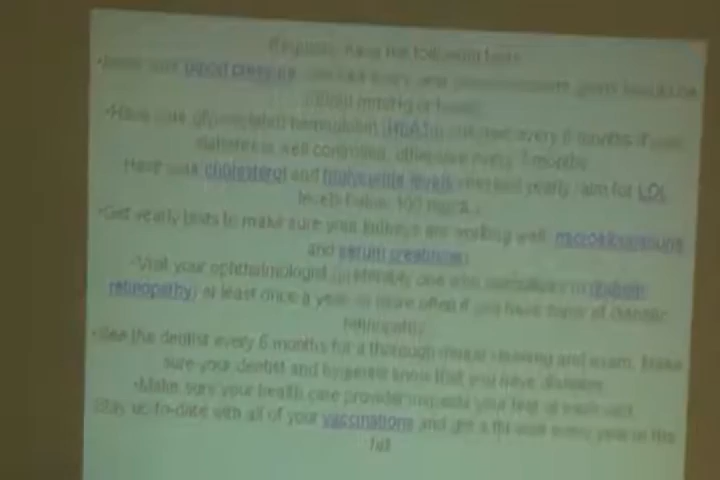 Regularly have the following tests
Have your blood pressure checked every year
mmHg or lower
•Have your glycosylated hemoglobin (HbA1c) checked every 6 months if your
diabetes is well controlled, otherwise every 3 months
Have your cholesterol and triglyceride levels checked yearly (aim for LDL
levels below 100 mg/dL)
•Get yearly tests to make sure your kidneys are working well (microalbuminuria
and serum creatinine)
•Visit your ophthalmologist (preferably one who specializes in diabetic
retinopathy) at least once a year, or more often if you have signs of diabetic
retinopathy
•See the dentist every 6 months for a thorough dental cleaning and exam. Make
sure your dentist and hygienist know that you have diabetes
•Make sure your health care provider inspects your feet at each visit
Stay up-to-date with all of your vaccinations and get a flu shot every year in the
fall